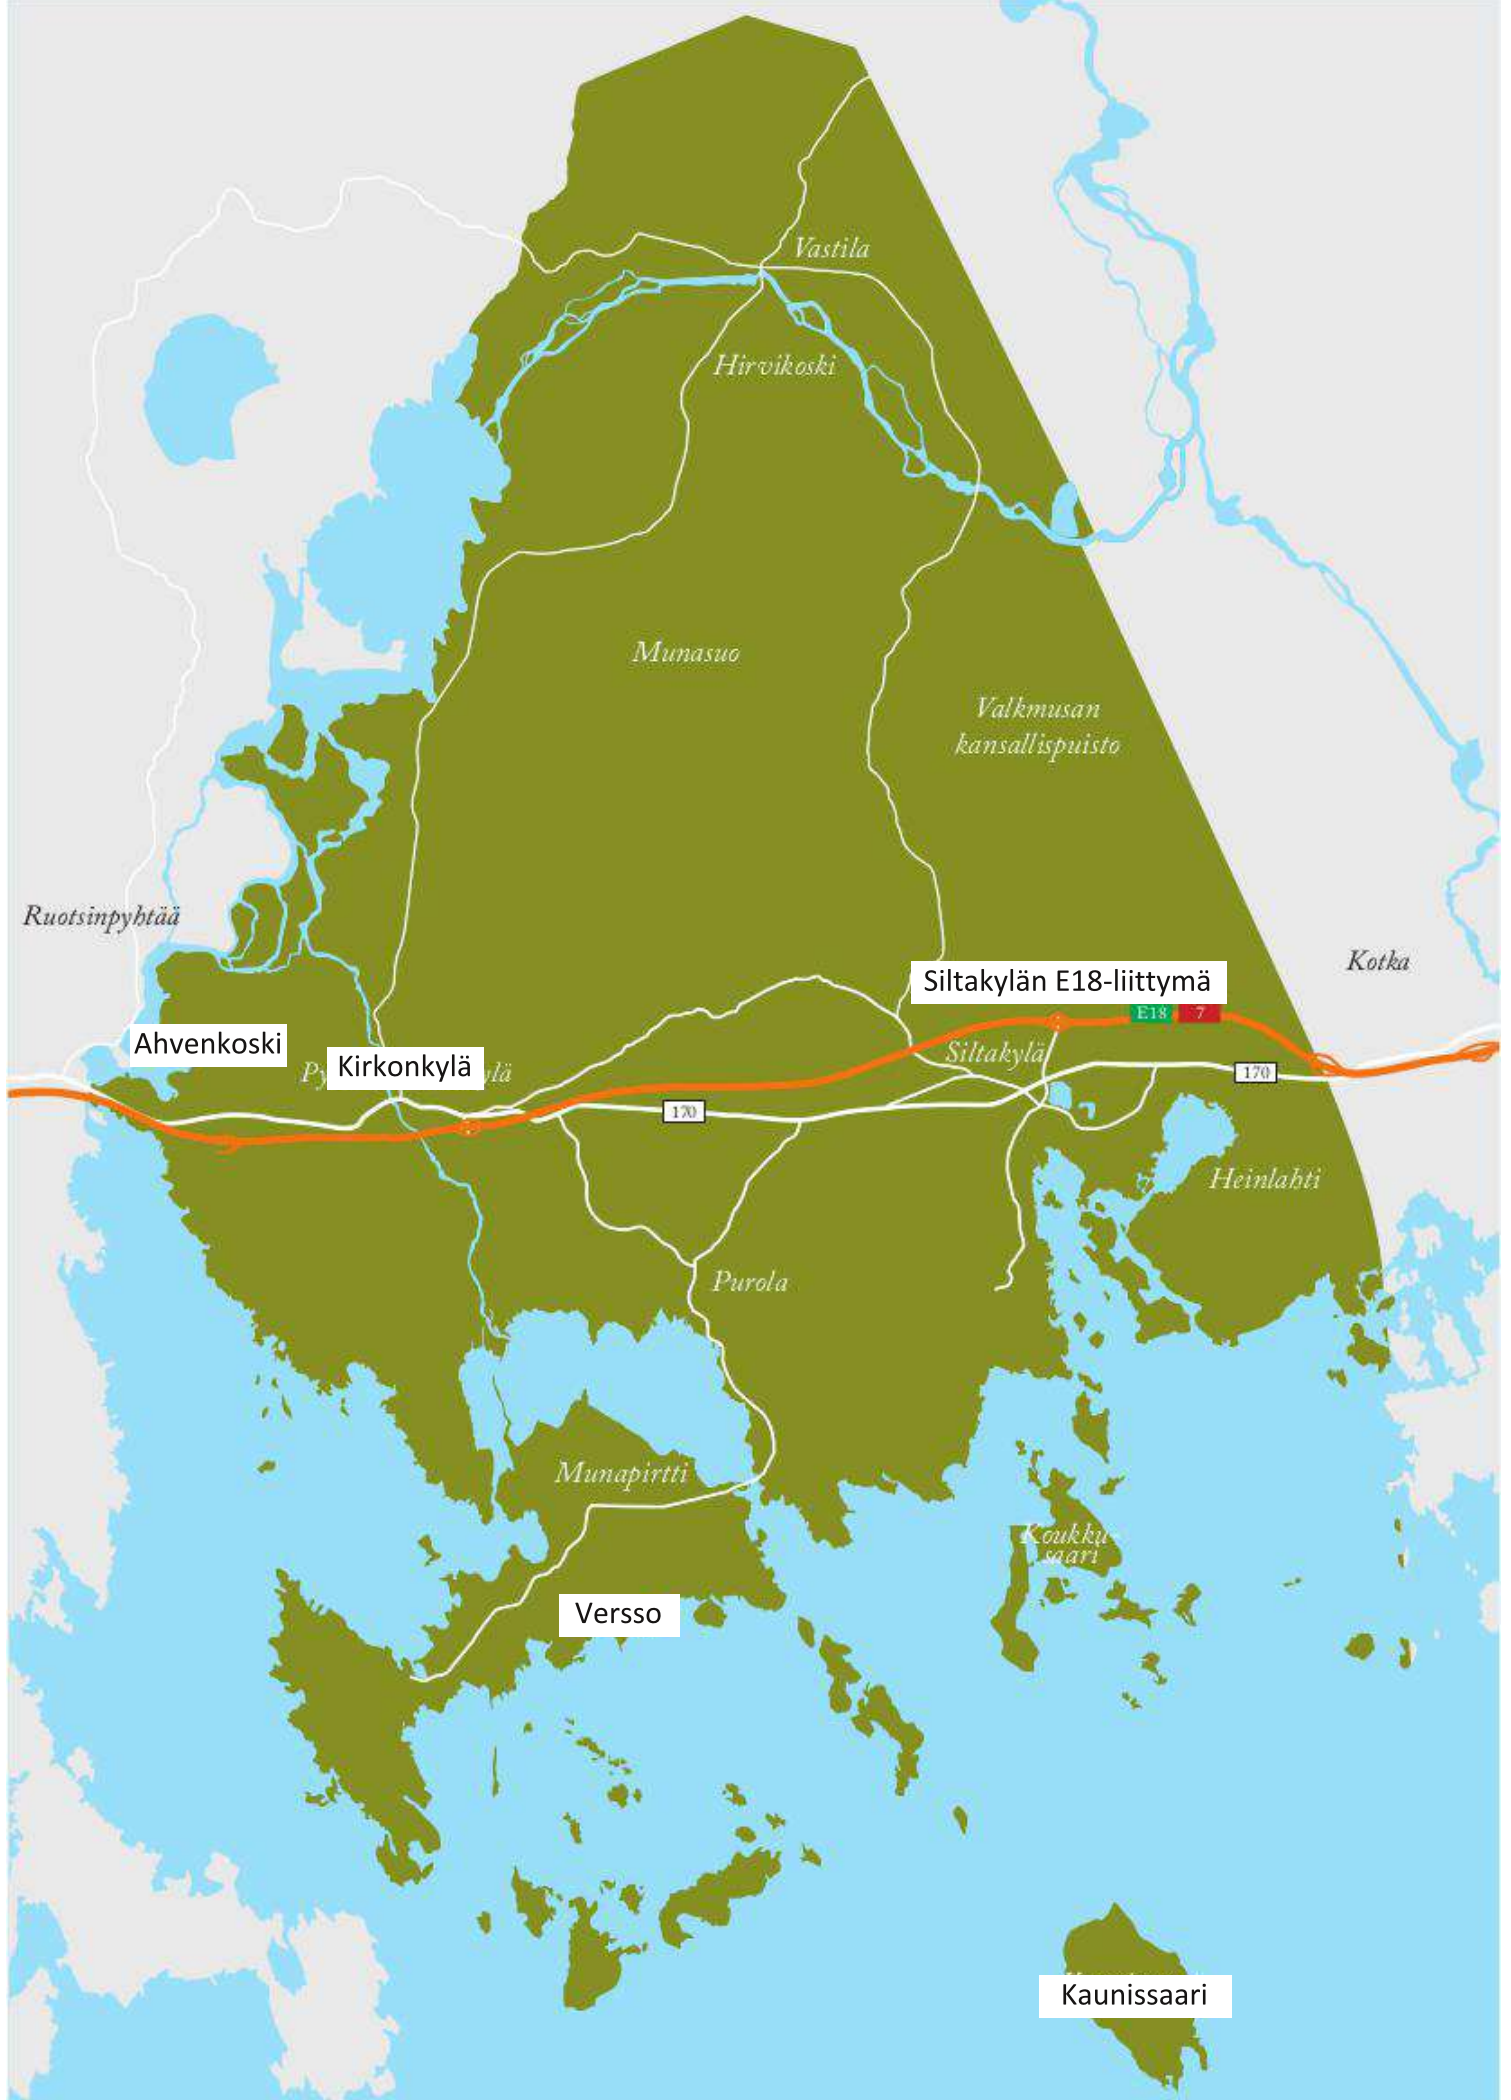 Vastila
Hirvikoski
Munasuo
Valkmusan
kansallispuisto
Ruotsinpyhtää
Kotka
Siltakylän E18-liittymä
E18
7
Ahvenkoski
Siltakylä
Kirkonkylä
170
170
Heinlahti
Purola
Munapirtti
Koukku-
saari
Versso
Kaunissaari